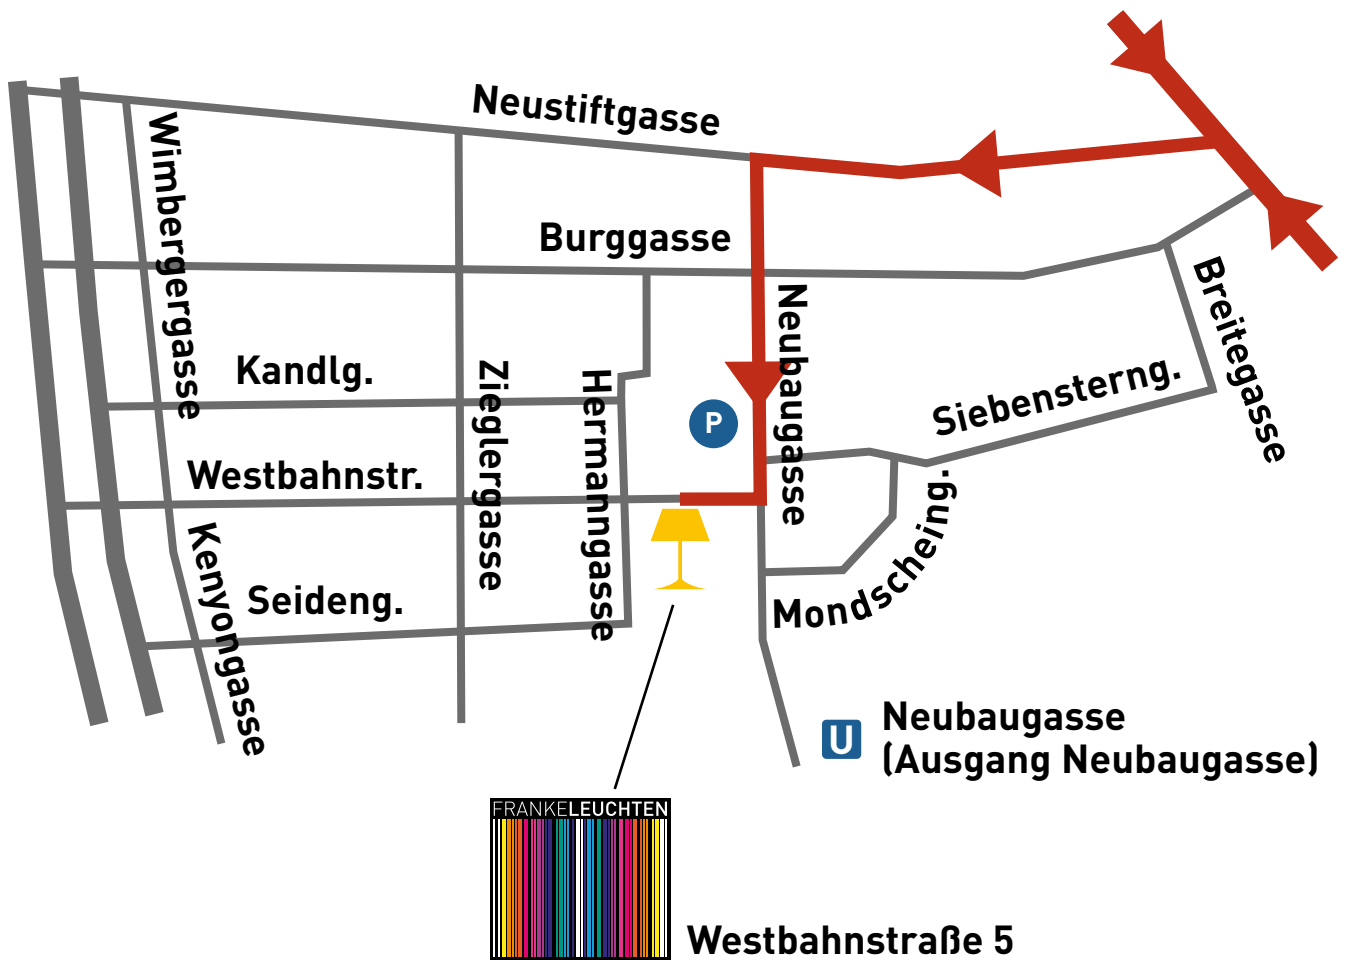 Neustiftgasse
Wimbergergasse
Burggasse
Breitegasse
Neubaugasse
Kandlg.
Zieglergasse
Hermanngasse
Siebensterng.
P
Westbahnstr.
Mondscheing.
Kenyongasse
Seideng.
U
Neubaugasse
(Ausgang Neubaugasse)
FRANKELEUCHTEN
Westbahnstraße 5